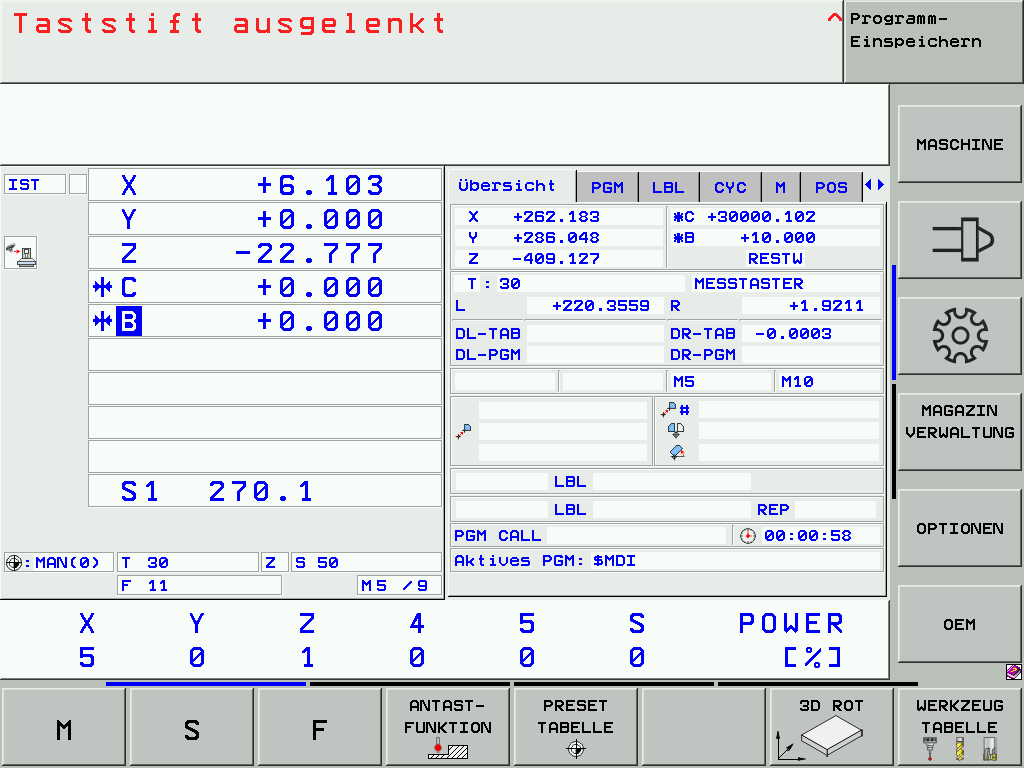 Taststift ausgelenkt
^
Programm-
Einspeichern
IST
X +6.103
Y +0.000
Z -22.777
C +0.000
B +0.000
S1 270.1
:MAN(0) T 30 Z S 50
F 11 M5 /9
Übersicht PGM LBL CYC M POS
X +262.183 *C +30000.102
Y +286.048 *B +10.000
Z -409.127 RESTW
T : 30 MESSTASTER
L +220.3559 R +1.9211
DL-TAB DR-TAB -0.0003
DL-PGM DR-PGM
M5 M10
#
LBL
LBL REP
PGM CALL 00:00:58
Aktives PGM: $MDI
X Y Z 4 5 S POWER
5 0 1 0 0 0 [%]
MASCHINE
MAGAZIN
VERWALTUNG
OPTIONEN
OEM
M
S
F
ANTAST-
FUNKTION
PRESET
TABELLE
3D ROT
WERKZEUG
TABELLE